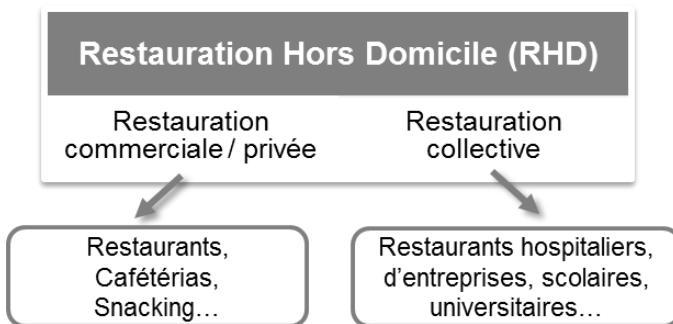 Restauration Hors Domicile (RHD)
Restauration
commerciale / privée
Restauration
collective
Restaurants,
Cafétérias,
Snacking…
Restaurants hospitaliers,
d’entreprises, scolaires,
universitaires…